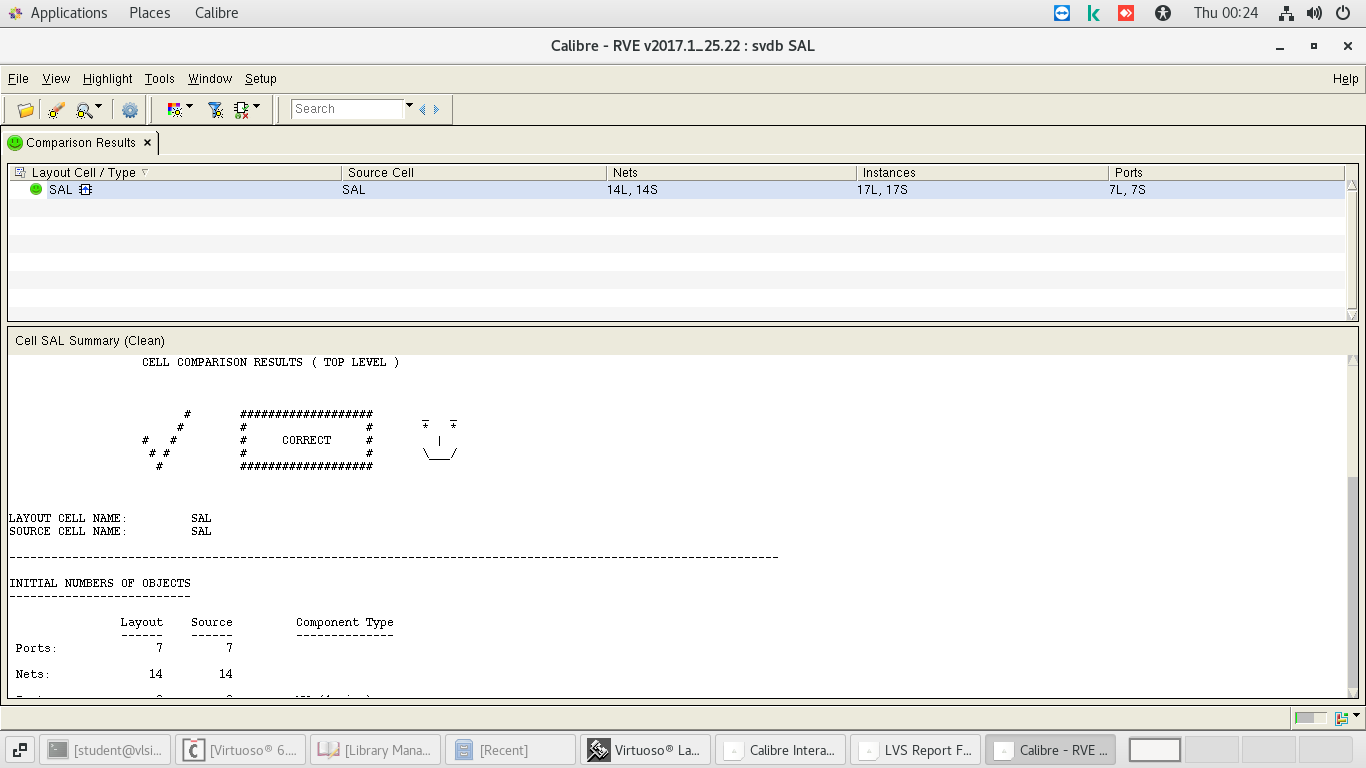 Applications Places Calibre Thu 00:24
Calibre - RVE v2017.1_25.22 : svdb SAL
File View Highlight Tools Window Setup Help
Search
Comparison Results
Layout Cell / Type Source Cell Nets Instances Ports
SAL SAL 14L, 14S 17L, 17S 7L, 7S
Cell SAL Summary (Clean)
CELL COMPARISON RESULTS ( TOP LEVEL )
# ################### _ _
# # # * *
# # # CORRECT # |
# # # # \___/
# ###################
LAYOUT CELL NAME: SAL
SOURCE CELL NAME: SAL
--------------------------------------------------------------------------------------------------------------
INITIAL NUMBERS OF OBJECTS
--------------------------
Layout Source Component Type
------ ------ --------------
Ports: 7 7
Nets: 14 14
[student@vlsi... [Virtuoso® 6.... [Library Mana... [Recent] Virtuoso® La... Calibre Intera... LVS Report F... Calibre - RVE ...